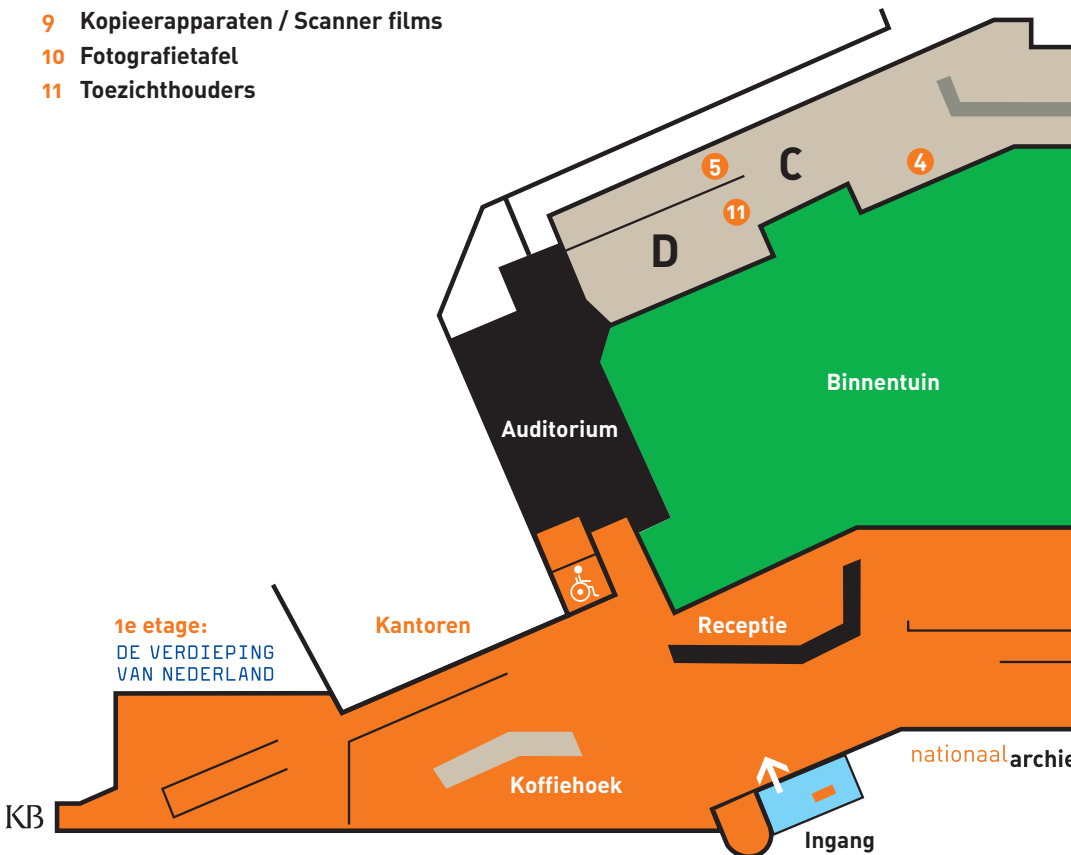 9 Kopieerapparaten / Scanner films
10 Fotografietafel
11 Toezichthouders
5
C
4
11
D
Binnentuin
Auditorium
1e etage:
DE VERDIEPING
VAN NEDERLAND
Kantoren
Receptie
nationaalarchie
Koffiehoek
KB
Ingang